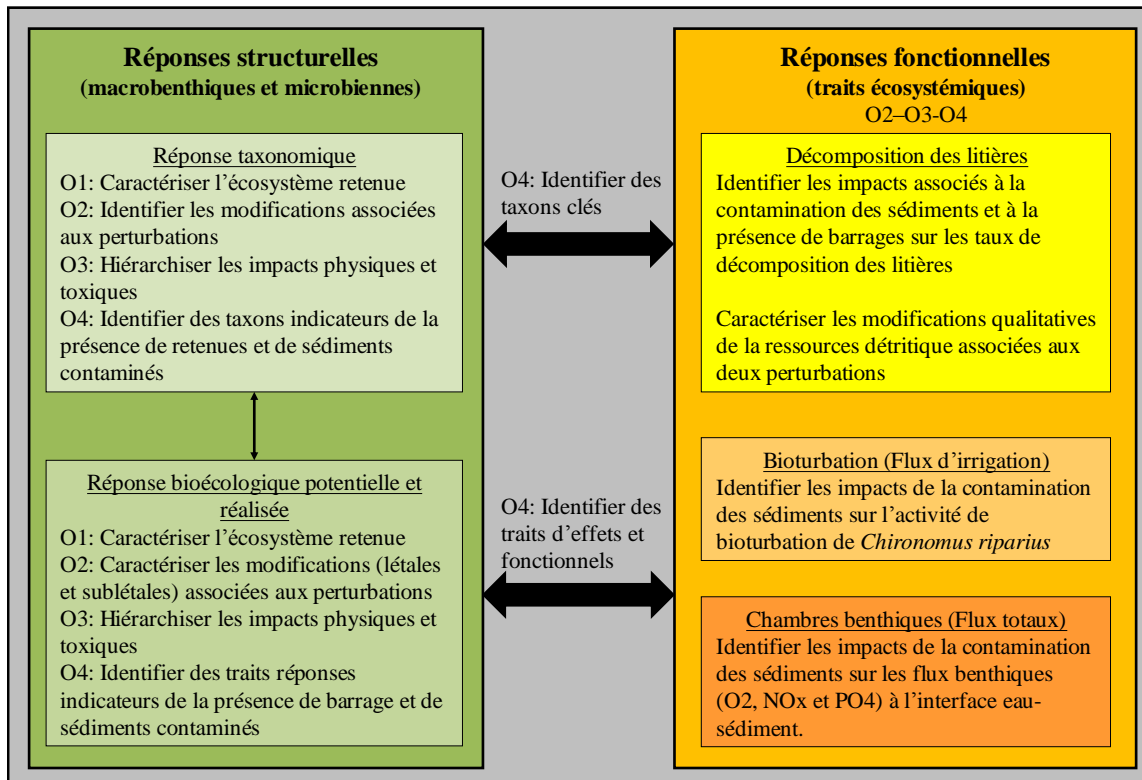 Réponses structurelles
(macrobenthiques et microbiennes)
Réponse taxonomique
O1: Caractériser l’écosystème retenue
O2: Identifier les modifications associées
aux perturbations
O3: Hiérarchiser les impacts physiques et
toxiques
O4: Identifier des taxons indicateurs de la
présence de retenues et de sédiments
contaminés
Réponse bioécologique potentielle et
réalisée
O1: Caractériser l’écosystème retenue
O2: Caractériser les modifications (létales
et sublétales) associées aux perturbations
O3: Hiérarchiser les impacts physiques et
toxiques
O4: Identifier des traits réponses
indicateurs de la présence de barrage et de
sédiments contaminés
O4: Identifier des
taxons clés
O4: Identifier des
traits d’effets et
fonctionnels
Réponses fonctionnelles
(traits écosystémiques)
O2–O3-O4
Décomposition des litières
Identifier les impacts associés à la
contamination des sédiments et à la
présence de barrages sur les taux de
décomposition des litières
Caractériser les modifications qualitatives
de la ressources détritique associées aux
deux perturbations
Bioturbation (Flux d’irrigation)
Identifier les impacts de la contamination
des sédiments sur l’activité de
bioturbation de Chironomus riparius
Chambres benthiques (Flux totaux)
Identifier les impacts de la contamination
des sédiments sur les flux benthiques
(O2, NOx et PO4) à l’interface eau-
sédiment.